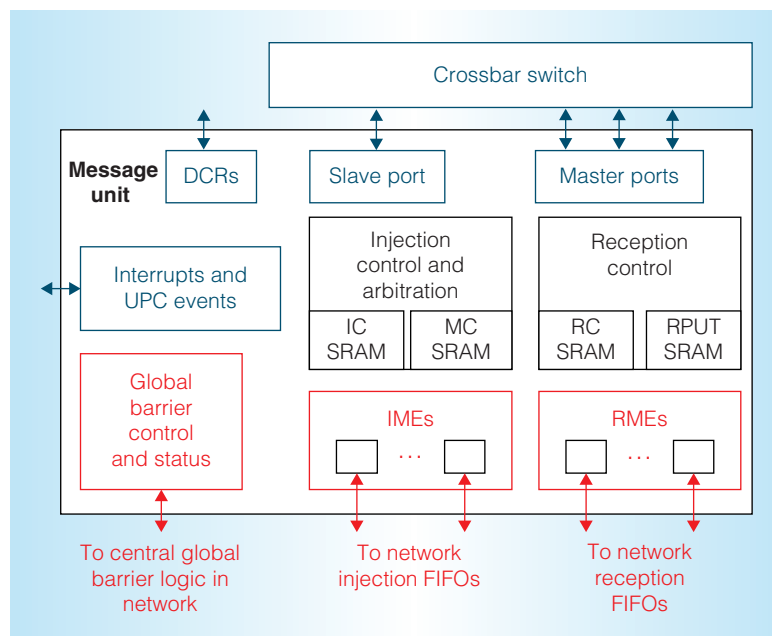 Crossbar switch
Message
unit
DCRs
Slave port
Master ports
Interrupts and
UPC events
Injection
control and
arbitration
IC
SRAM
MC
SRAM
Reception
control
RC
SRAM
RPUT
SRAM
Global
barrier
control
and status
IMEs
...
RMEs
...
To central global
barrier logic in
network
To network
injection FIFOs
To network
reception
FIFOs